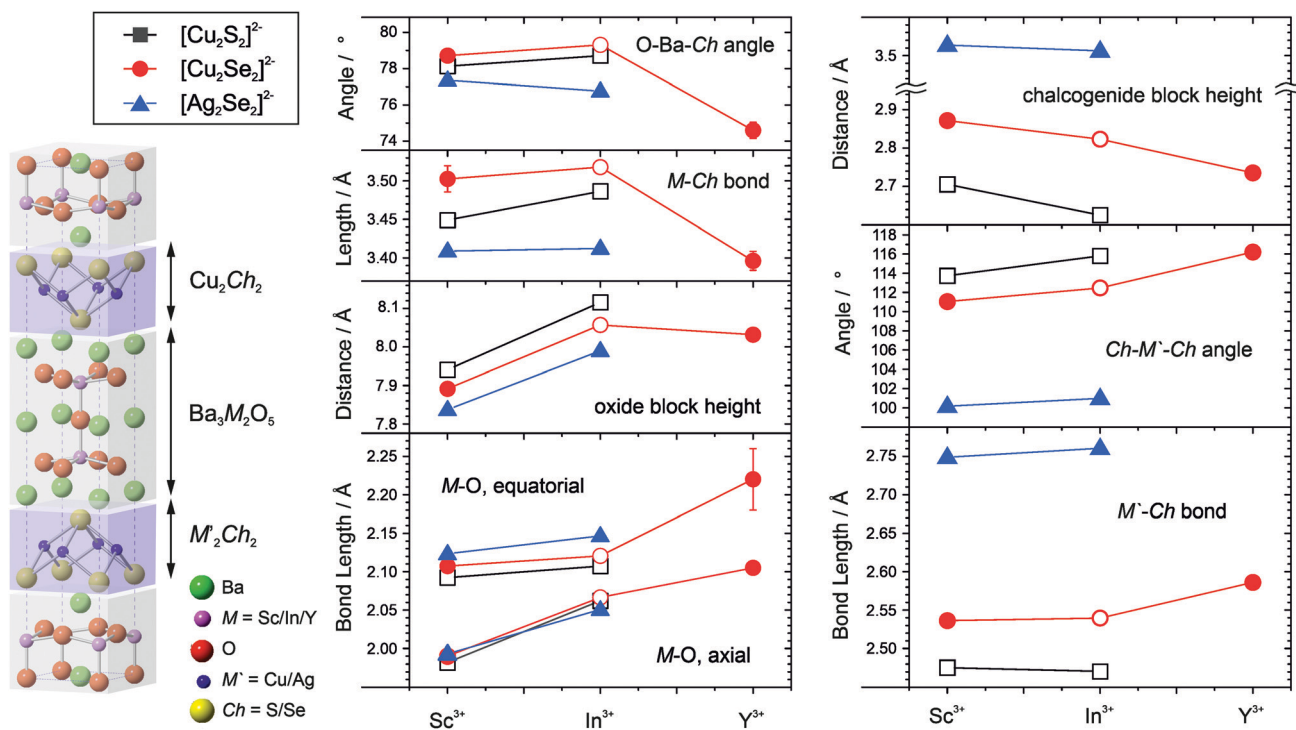 [Cu₂S₂]²⁻
[Cu₂Se₂]²⁻
[Ag₂Se₂]²⁻
Cu₂Ch₂
Ba₃M₂O₅
M'₂Ch₂
Ba
M = Sc/In/Y
O
M` = Cu/Ag
Ch = S/Se
Angle / °
80
78
76
74
O-Ba-Ch angle
Length / Å
3.50
3.45
3.40
M-Ch bond
Distance / Å
8.1
8.0
7.9
7.8
oxide block height
Bond Length / Å
2.25
2.20
2.15
2.10
2.05
2.00
M-O, equatorial
M-O, axial
Sc³⁺ In³⁺ Y³⁺
Distance / Å
3.5
2.9
2.8
2.7
chalcogenide block height
Angle / °
118
116
114
112
110
108
106
104
102
100
Ch-M`-Ch angle
Bond Length / Å
2.75
2.70
2.65
2.60
2.55
2.50
M`-Ch bond
Sc³⁺ In³⁺ Y³⁺